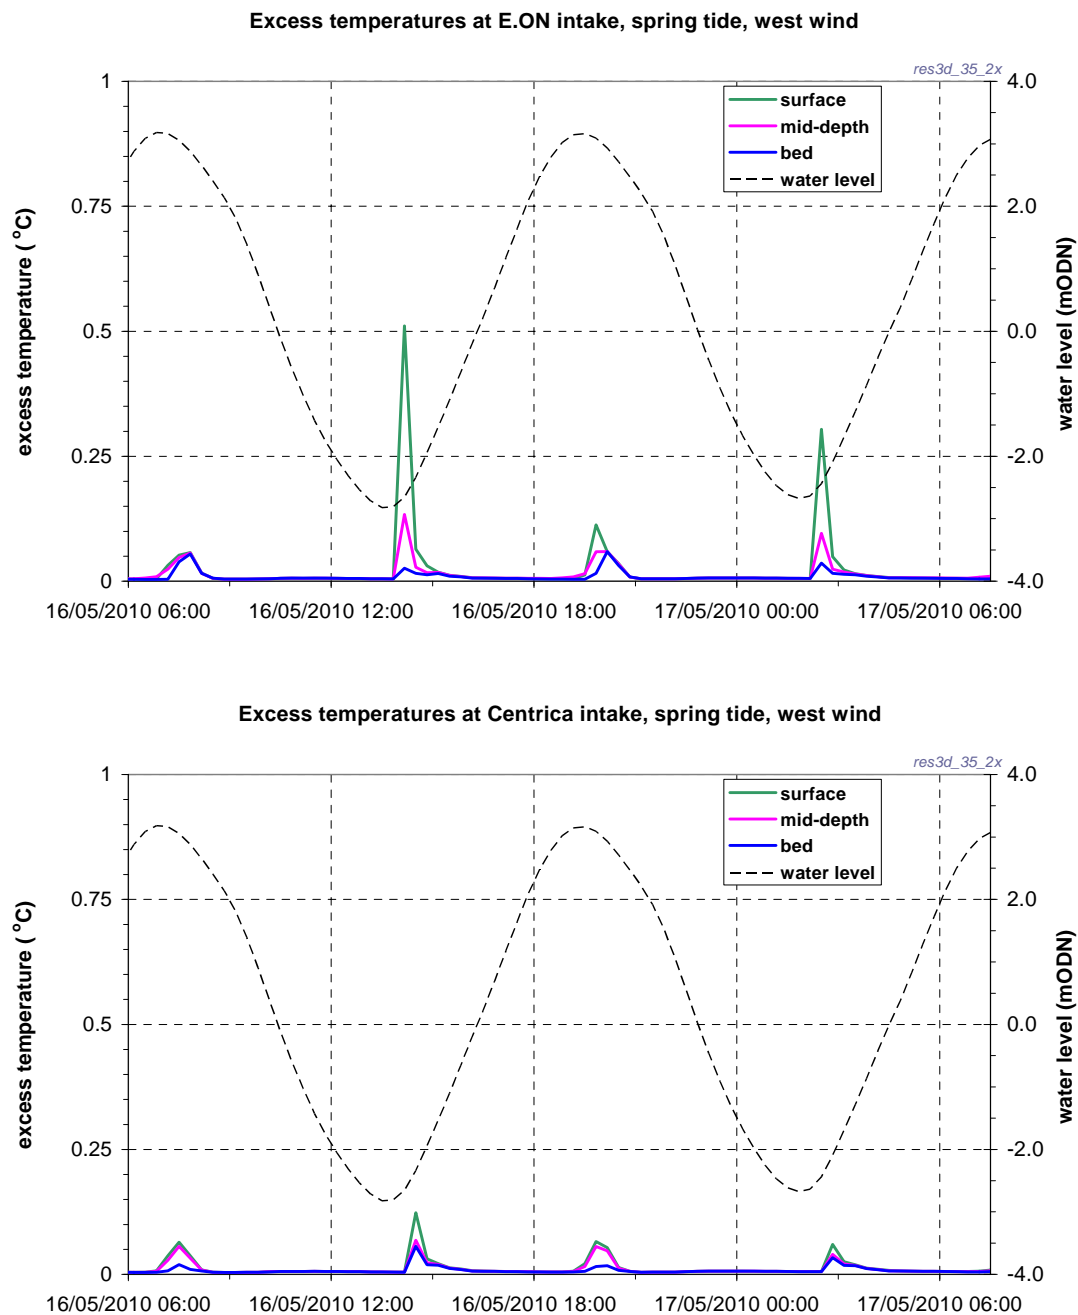 Excess temperatures at E.ON intake, spring tide, west wind
res3d_35_2x
1
0.75
0.5
0.25
0
excess temperature ( °C)
surface
mid-depth
bed
water level
4.0
2.0
0.0
-2.0
-4.0
water level (mODN)
16/05/2010 06:00 16/05/2010 12:00 16/05/2010 18:00 17/05/2010 00:00 17/05/2010 06:00
Excess temperatures at Centrica intake, spring tide, west wind
res3d_35_2x
1
0.75
0.5
0.25
0
excess temperature ( °C)
surface
mid-depth
bed
water level
4.0
2.0
0.0
-2.0
-4.0
water level (mODN)
16/05/2010 06:00 16/05/2010 12:00 16/05/2010 18:00 17/05/2010 00:00 17/05/2010 06:00